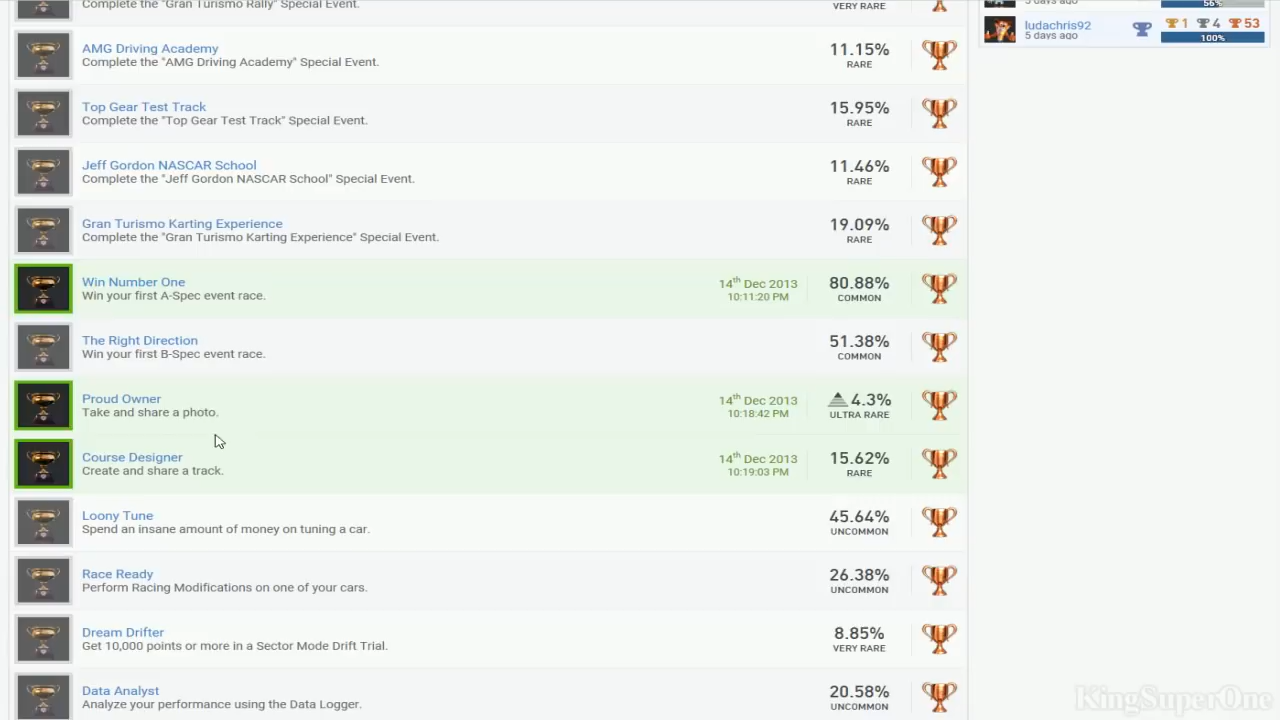 Complete the "Gran Turismo Rally" Special Event.
VERY RARE
5 days ago
56%
ludachris92
5 days ago
1 4 53
100%
AMG Driving Academy
Complete the "AMG Driving Academy" Special Event.
11.15%
RARE
Top Gear Test Track
Complete the "Top Gear Test Track" Special Event.
15.95%
RARE
Jeff Gordon NASCAR School
Complete the "Jeff Gordon NASCAR School" Special Event.
11.46%
RARE
Gran Turismo Karting Experience
Complete the "Gran Turismo Karting Experience" Special Event.
19.09%
RARE
Win Number One
Win your first A-Spec event race.
14th Dec 2013
10:11:20 PM
80.88%
COMMON
The Right Direction
Win your first B-Spec event race.
51.38%
COMMON
Proud Owner
Take and share a photo.
14th Dec 2013
10:18:42 PM
4.3%
ULTRA RARE
Course Designer
Create and share a track.
14th Dec 2013
10:19:03 PM
15.62%
RARE
Loony Tune
Spend an insane amount of money on tuning a car.
45.64%
UNCOMMON
Race Ready
Perform Racing Modifications on one of your cars.
26.38%
UNCOMMON
Dream Drifter
Get 10,000 points or more in a Sector Mode Drift Trial.
8.85%
VERY RARE
Data Analyst
Analyze your performance using the Data Logger.
20.58%
UNCOMMON
KingSuperOne